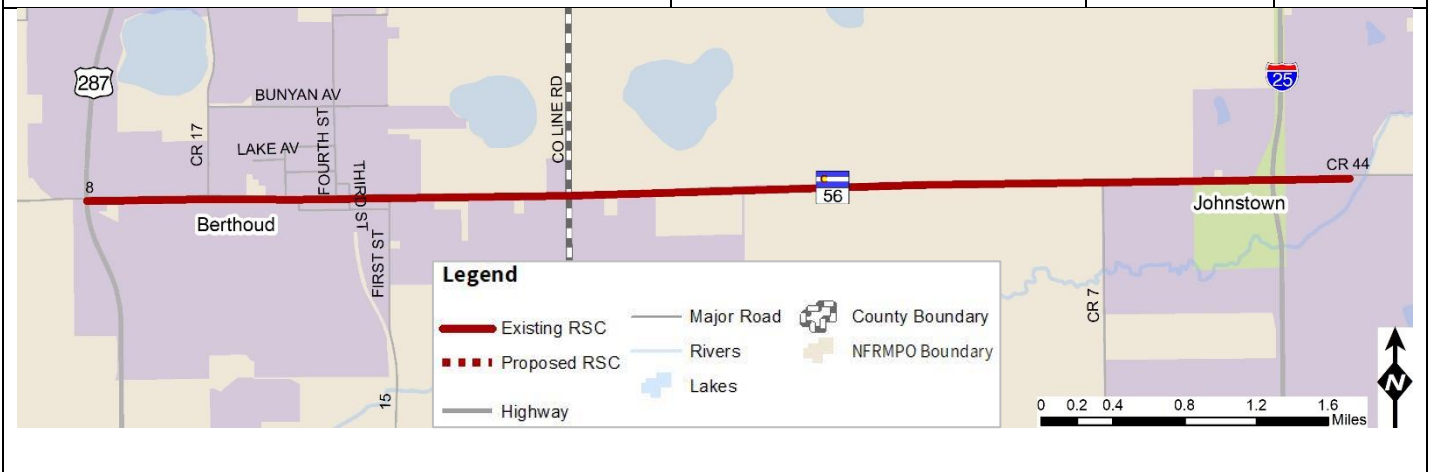 287
25
BUNYAN AV
CR 17
FOURTH ST
LAKE AV
CO LINE RD
THIRD ST
CR 44
8
56
Berthoud
Johnstown
FIRST ST
15
CR 7
Legend
Existing RSC
Proposed RSC
Highway
Major Road
Rivers
Lakes
County Boundary
NFRMPO Boundary
0 0.2 0.4 0.8 1.2 1.6
Miles
N